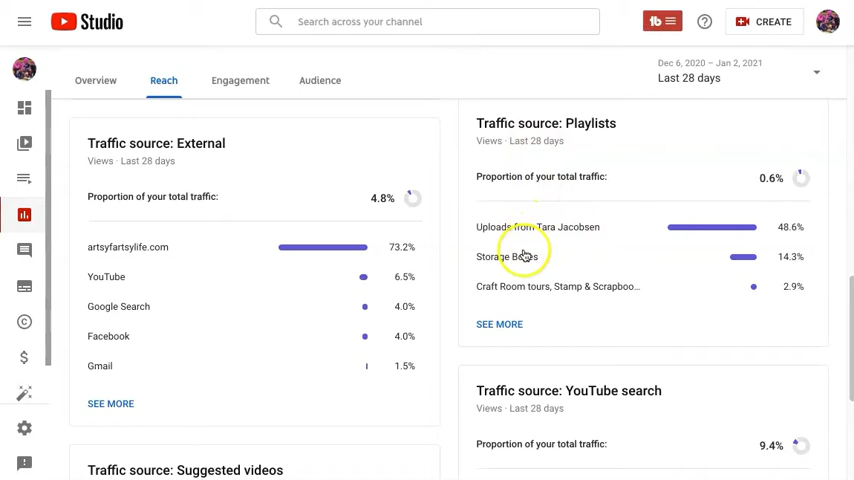 Studio
Search across your channel
tb
CREATE
Overview
Reach
Engagement
Audience
Dec 6, 2020 – Jan 2, 2021
Last 28 days
Traffic source: External
Views · Last 28 days
Proportion of your total traffic:
4.8%
artsyfartsylife.com 73.2%
YouTube 6.5%
Google Search 4.0%
Facebook 4.0%
Gmail 1.5%
SEE MORE
Traffic source: Suggested videos
Traffic source: Playlists
Views · Last 28 days
Proportion of your total traffic:
0.6%
Uploads from Tara Jacobsen 48.6%
Storage Boxes 14.3%
Craft Room tours, Stamp & Scrapboo... 2.9%
SEE MORE
Traffic source: YouTube search
Views · Last 28 days
Proportion of your total traffic:
9.4%